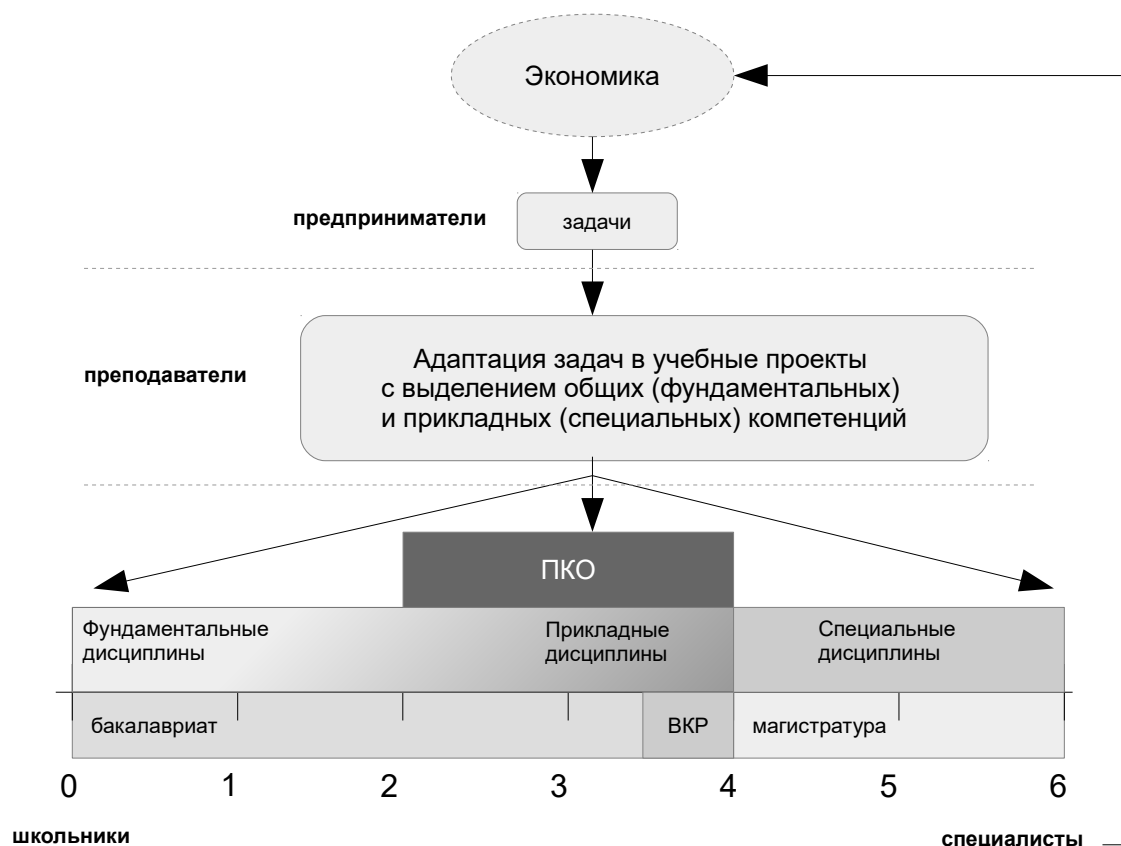 Экономика
предприниматели
задачи
преподаватели
Адаптация задач в учебные проекты
с выделением общих (фундаментальных)
и прикладных (специальных) компетенций
ПКО
Фундаментальные
дисциплины
Прикладные
дисциплины
Специальные
дисциплины
бакалавриат
ВКР
магистратура
0 1 2 3 4 5 6
школьники
специалисты